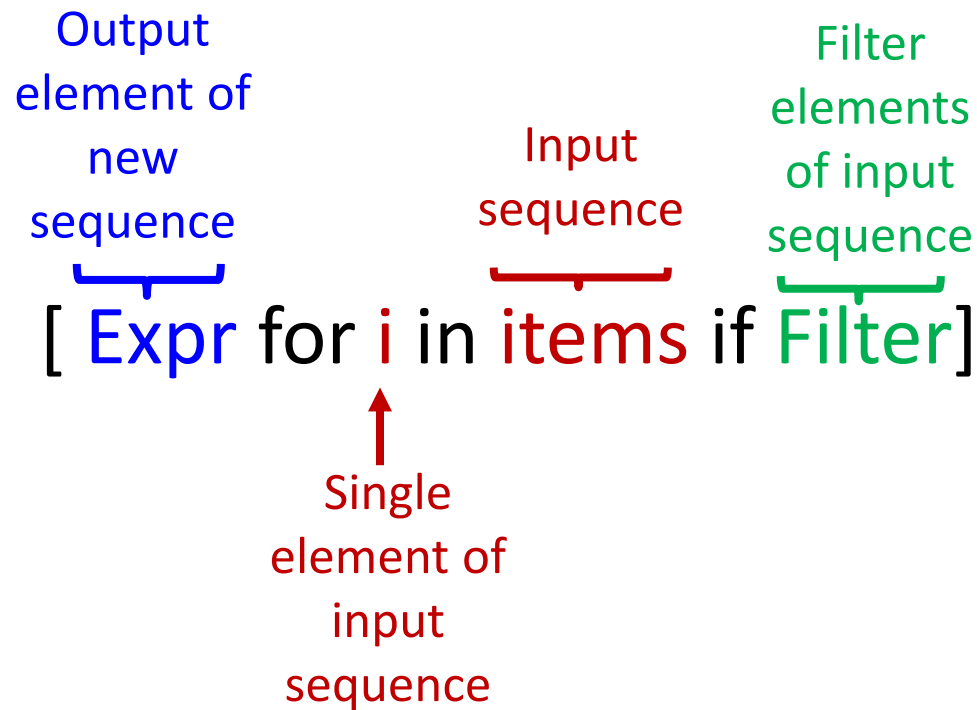 Output
element of
new
sequence
Input
sequence
Filter
elements
of input
sequence
[ Expr for i in items if Filter]
Single
element of
input
sequence